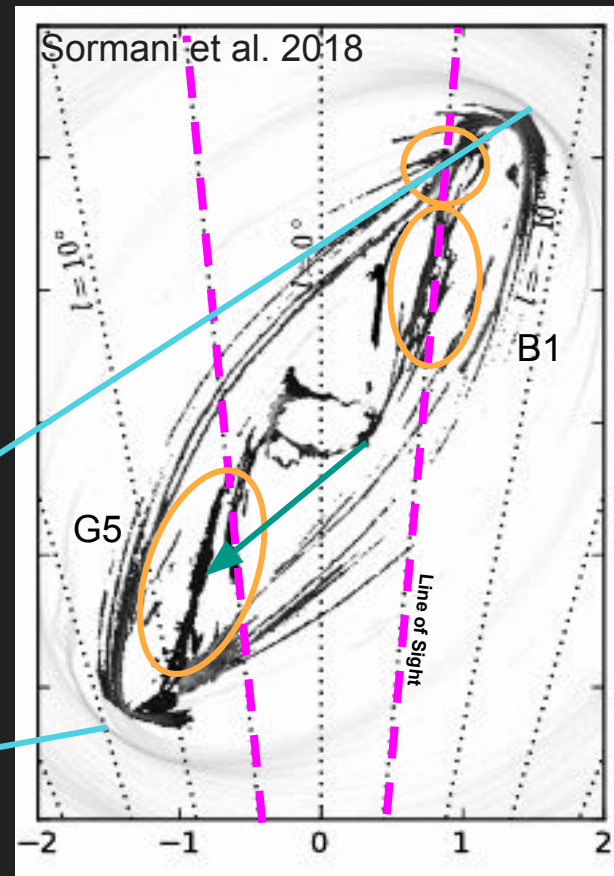 Sormani et al. 2018
l = 10°
l = 0°
l = − 10°
B1
G5
Line of Sight
−2
−1
0
1
2